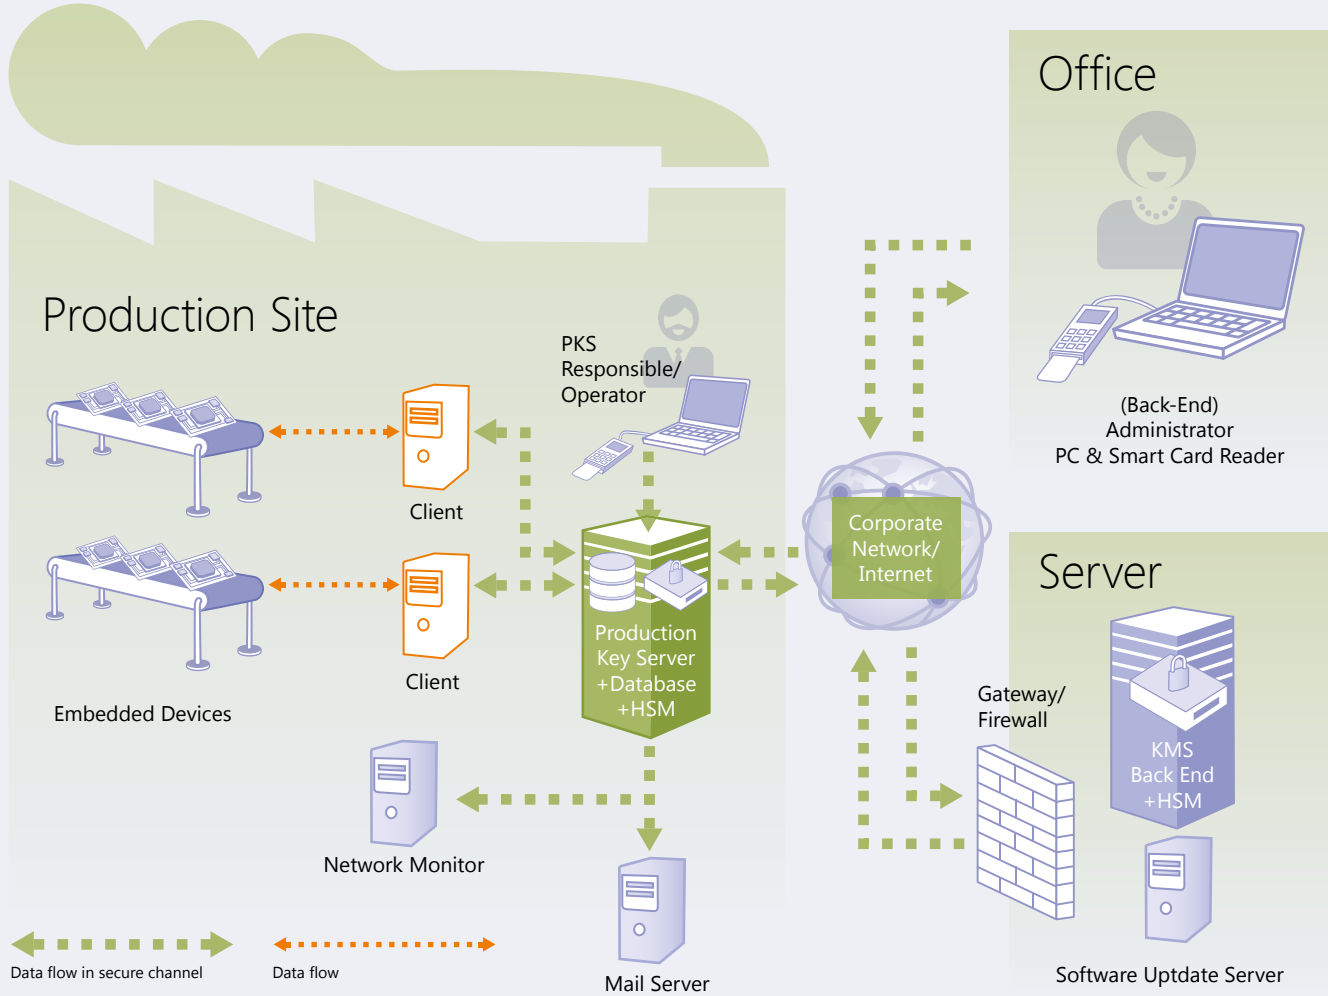 Office
Production Site
PKS
Responsible/
Operator
(Back-End)
Administrator
PC & Smart Card Reader
Client
Corporate
Network/
Internet
Server
Production
Key Server
+Database
+HSM
Client
Embedded Devices
Gateway/
Firewall
KMS
Back End
+HSM
Network Monitor
Mail Server
Software Uptdate Server
Data flow in secure channel
Data flow